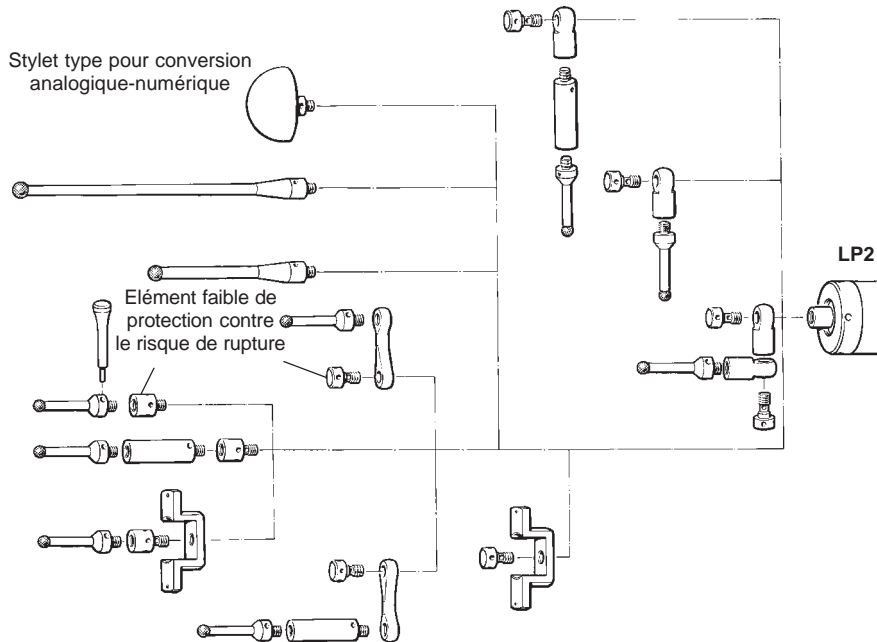 Stylet type pour conversion
analogique-numérique
LP2
Elément faible de
protection contre
le risque de rupture